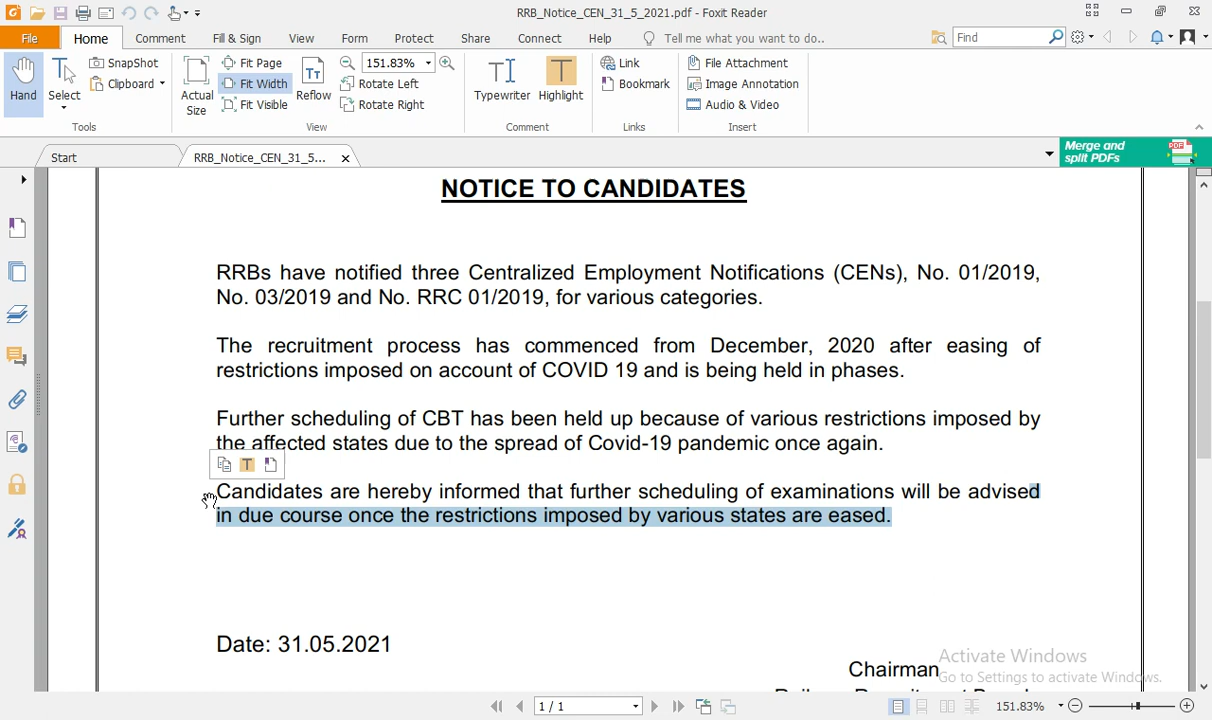 RRB_Notice_CEN_31_5_2021.pdf - Foxit Reader
File Home Comment Fill & Sign View Form Protect Share Connect Help Tell me what you want to do.. Find
Hand Select SnapShot Clipboard Actual Size Fit Page Fit Width Fit Visible Reflow 151.83% Rotate Left Rotate Right Typewriter Highlight Link Bookmark File Attachment Image Annotation Audio & Video
Tools View Comment Links Insert
Start RRB_Notice_CEN_31_5... Merge and split PDFs PDF
NOTICE TO CANDIDATES
RRBs have notified three Centralized Employment Notifications (CENs), No. 01/2019,
No. 03/2019 and No. RRC 01/2019, for various categories.
The recruitment process has commenced from December, 2020 after easing of
restrictions imposed on account of COVID 19 and is being held in phases.
Further scheduling of CBT has been held up because of various restrictions imposed by
the affected states due to the spread of Covid-19 pandemic once again.
Candidates are hereby informed that further scheduling of examinations will be advised
in due course once the restrictions imposed by various states are eased.
Date: 31.05.2021
Chairman
Activate Windows
Go to Settings to activate Windows.
1 / 1 151.83%